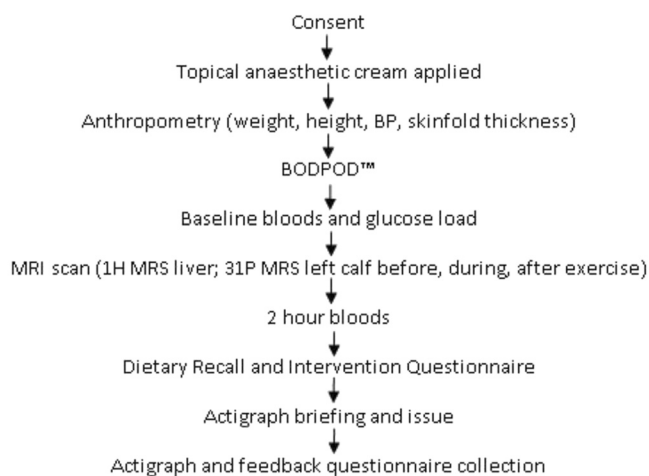 Consent
Topical anaesthetic cream applied
Anthropometry (weight, height, BP, skinfold thickness)
BODPOD™
Baseline bloods and glucose load
MRI scan (1H MRS liver; 31P MRS left calf before, during, after exercise)
2 hour bloods
Dietary Recall and Intervention Questionnaire
Actigraph briefing and issue
Actigraph and feedback questionnaire collection